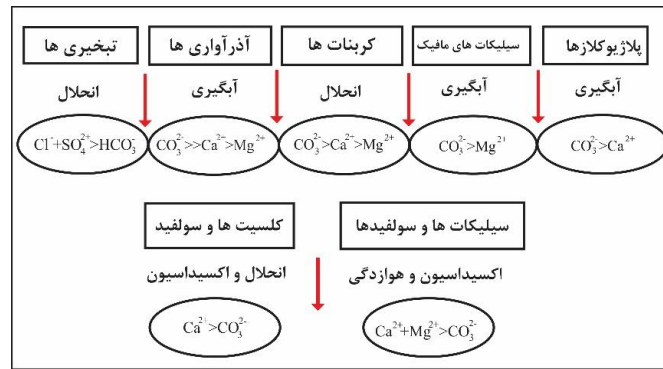 پلاژیوکلازها
سیلیکات های مافیک
کربنات ها
آذرآواری ها
تبخیری ها
آبگیری
آبگیری
انحلال
آبگیری
انحلال
CO₃²⁻>Ca²⁺
CO₃²⁻>Mg²⁺
CO₃²⁻>Ca²⁺>Mg²⁺
CO₃²⁻>>Ca²⁺>Mg²⁺
Cl⁻+SO₄²⁺>HCO₃⁻
سیلیکات ها و سولفیدها
کلسیت ها و سولفید
اکسیداسیون و هوازدگی
انحلال و اکسیداسیون
Ca²⁺+Mg²⁺>CO₃²⁻
Ca²⁺>CO₃²⁻